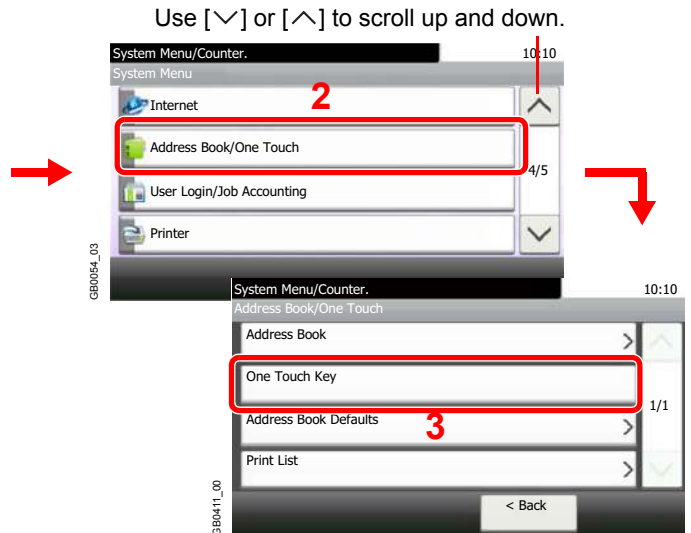 Use [∨] or [∧] to scroll up and down.
System Menu/Counter.
10:10
System Menu
Internet
2
Address Book/One Touch
4/5
User Login/Job Accounting
Printer
GB0054_03
System Menu/Counter.
10:10
Address Book/One Touch
Address Book
One Touch Key
1/1
Address Book Defaults
3
Print List
< Back
GB0411_00